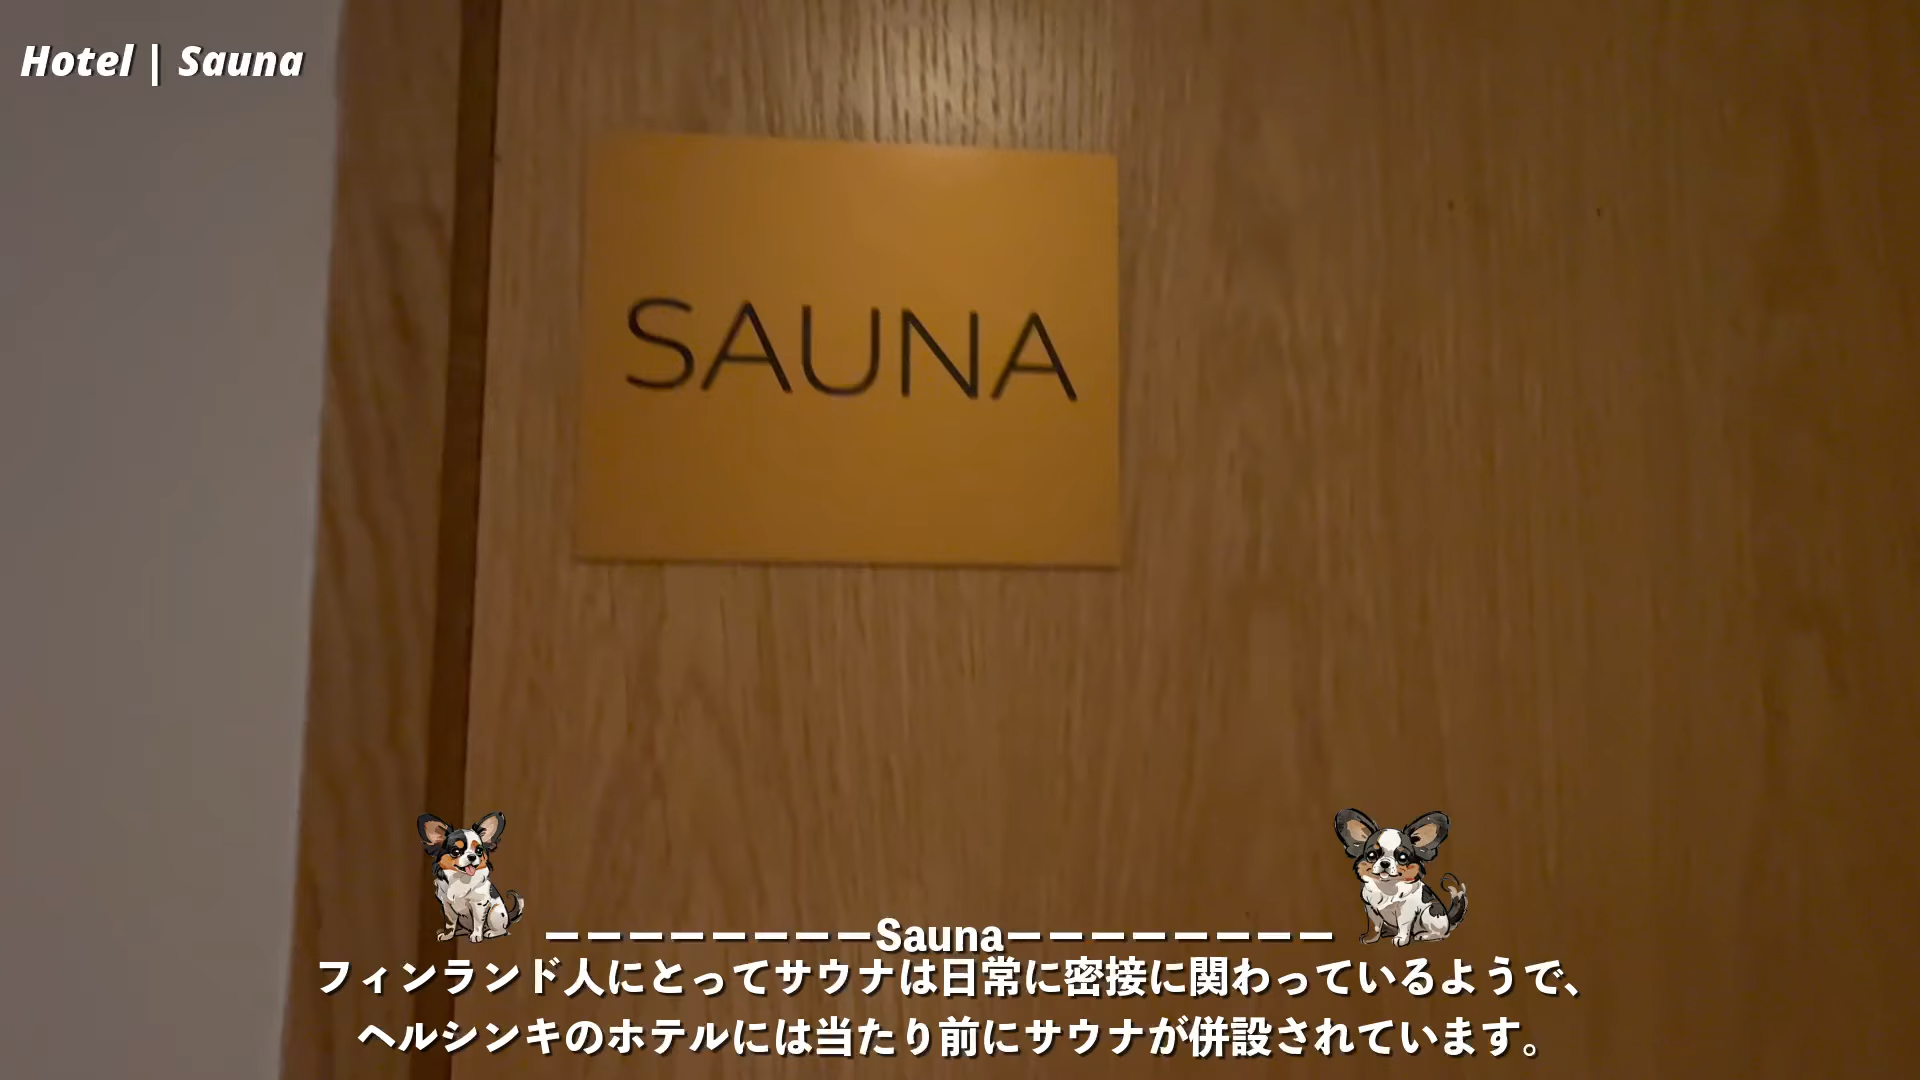 Hotel | Sauna
SAUNA
ーーーーーーーーSaunaーーーーーーーー
フィンランド人にとってサウナは日常に密接に関わっているようで、
ヘルシンキのホテルには当たり前にサウナが併設されています。